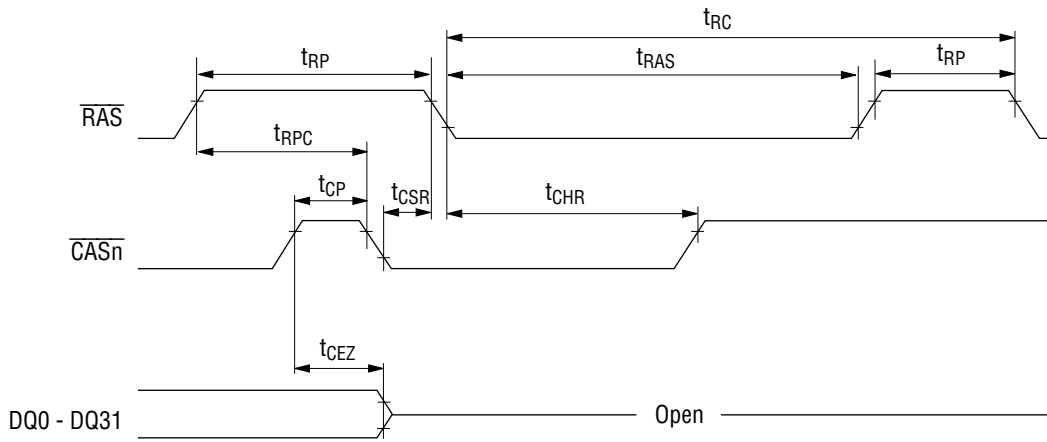 tRC
tRP
tRAS
tRP
RAS
tRPC
tCP
tCSR
tCHR
CASn
tCEZ
DQ0 - DQ31
Open